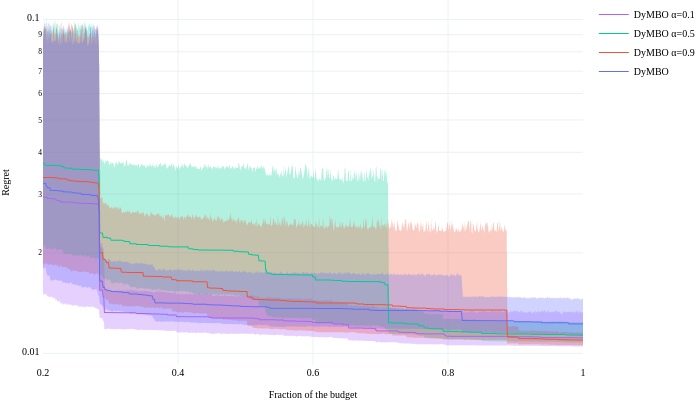 0.1
9
8
7
6
5
4
3
2
0.01
Regret
0.2
0.4
0.6
0.8
1
Fraction of the budget
DyMBO α=0.1
DyMBO α=0.5
DyMBO α=0.9
DyMBO